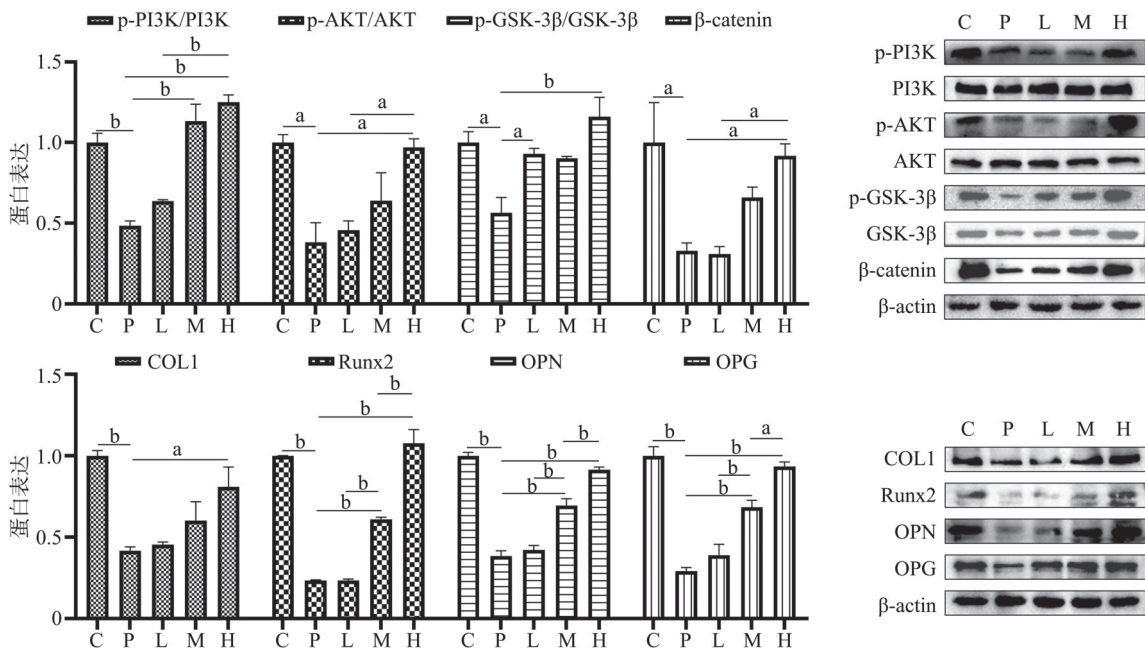 p-PI3K/PI3K p-AKT/AKT p-GSK-3β/GSK-3β β-catenin
b
b a b a
b a a a
b a a a
1.5
1.0
0.5
0
蛋白表达
C P L M H C P L M H C P L M H C P L M H
C P L M H
p-PI3K
PI3K
p-AKT
AKT
p-GSK-3β
GSK-3β
β-catenin
β-actin
COL1 Runx2 OPN OPG
b
b
b a b b b a
b b b
b b b
b b
1.5
1.0
0.5
0
蛋白表达
C P L M H C P L M H C P L M H C P L M H
C P L M H
COL1
Runx2
OPN
OPG
β-actin